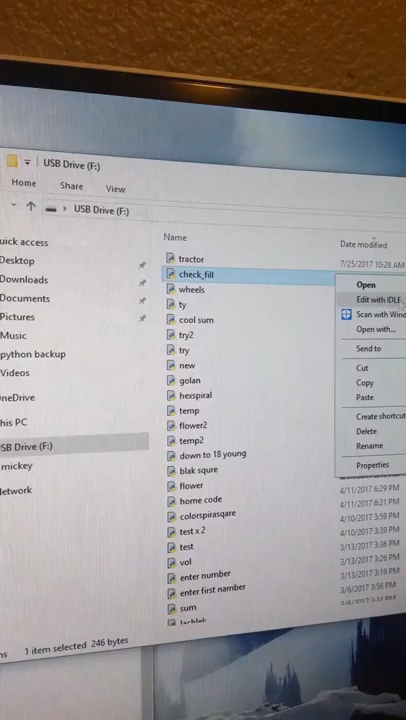 USB Drive (F:)
Home Share View
USB Drive (F:)
Name
Date modified
uick access
Desktop
Downloads
Documents
Pictures
Music
python backup
Videos
neDrive
his PC
SB Drive (F:)
mickey
etwork
tractor 7/25/2017 10:28 AM
check_fill
wheels
ty
cool sum
try2
try
new
golan
hexspiral
temp
flower2
temp2
down to 18 young
blak squre
flower 4/11/2017 6:29 PM
home code 4/11/2017 6:21 PM
colorspirasqare 4/10/2017 3:59 PM
test x 2 4/10/2017 3:39 PM
test 3/13/2017 3:36 PM
vol 3/13/2017 3:26 PM
enter number 3/13/2017 3:19 PM
enter first namber 3/6/2017 3:56 PM
sum
Open
Edit with IDLE
Scan with Wind
Open with...
Send to
Cut
Copy
Paste
Create shortcut
Delete
Rename
Properties
ms 1 item selected 246 bytes